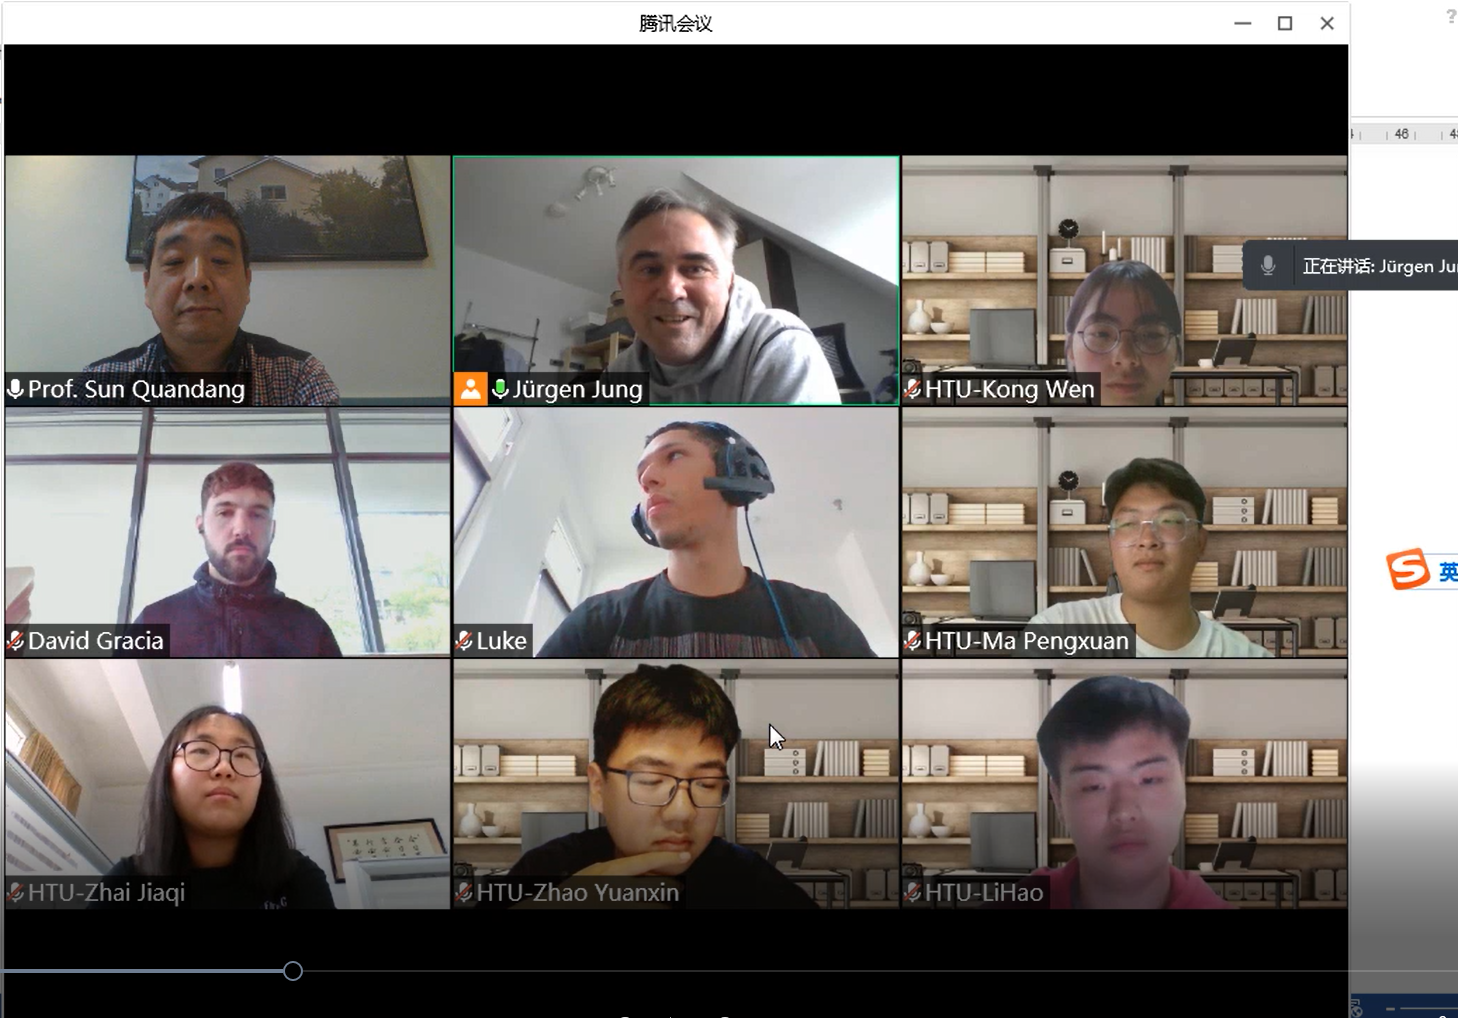 腾讯会议
46
Prof. Sun Quandang
Jürgen Jung
HTU-Kong Wen
正在讲话: Jürgen Ju
David Gracia
Luke
HTU-Ma Pengxuan
英
HTU-Zhai Jiaqi
HTU-Zhao Yuanxin
HTU-LiHao